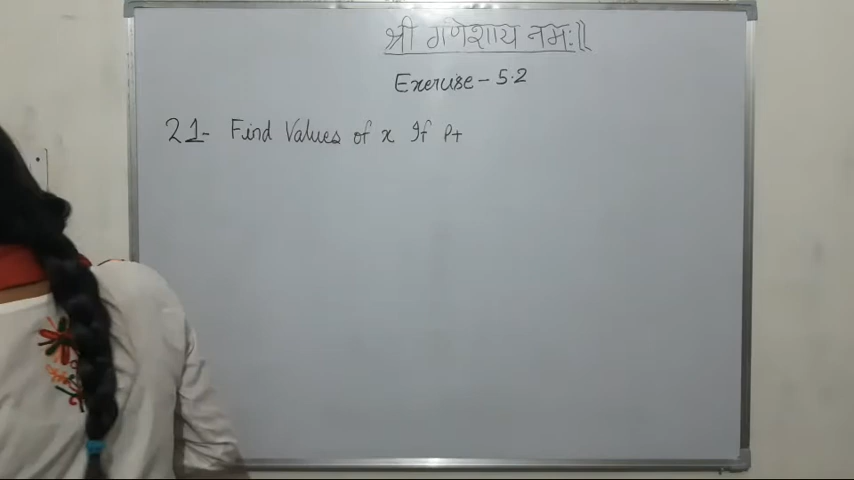 श्री गणेशाय नमः॥
Exercise - 5.2
21- Find Values of x If Pt